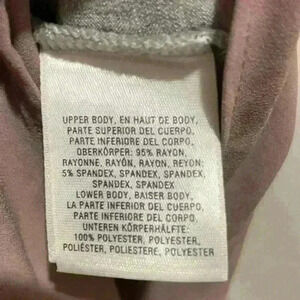 UPPER BODY, EN HAUT DE BODY,
PARTE SUPERIOR DEL CUERPO,
PARTE INFERIORE DEL CORPO,
OBERKÖRPER: 95% RAYON,
RAYONNE, RAYÓN, RAYON, REYON;
5% SPANDEX, SPANDEX, SPANDEX,
SPANDEX, SPANDEX
LOWER BODY, BAISER BODY,
LA PARTE INFERIOR DEL CUERPO,
PARTE INFERIORE DEL CORPO,
UNTEREN KÖRPERHÄLFTE:
100% POLYESTER, POLYESTER,
POLIÉSTER, POLIESTERE, POLYESTER